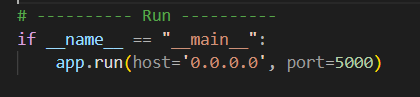 # ---------- Run ----------
if __name__ == "__main__":
    app.run(host='0.0.0.0', port=5000)